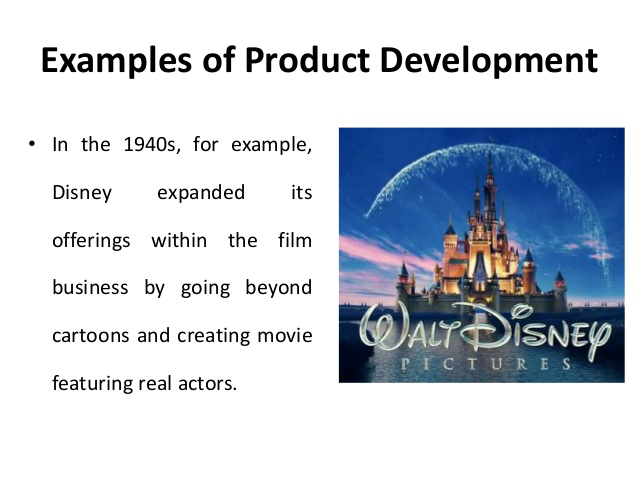 Examples of Product Development
• In the 1940s, for example,
Disney expanded its
offerings within the film
business by going beyond
cartoons and creating movie
featuring real actors.
WALT DISNEY
PICTURES